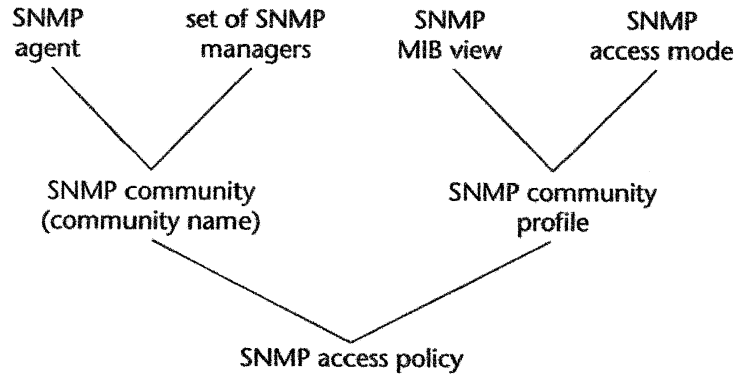 SNMP
agent
set of SNMP
managers
SNMP
MIB view
SNMP
access mode
SNMP community
(community name)
SNMP community
profile
SNMP access policy